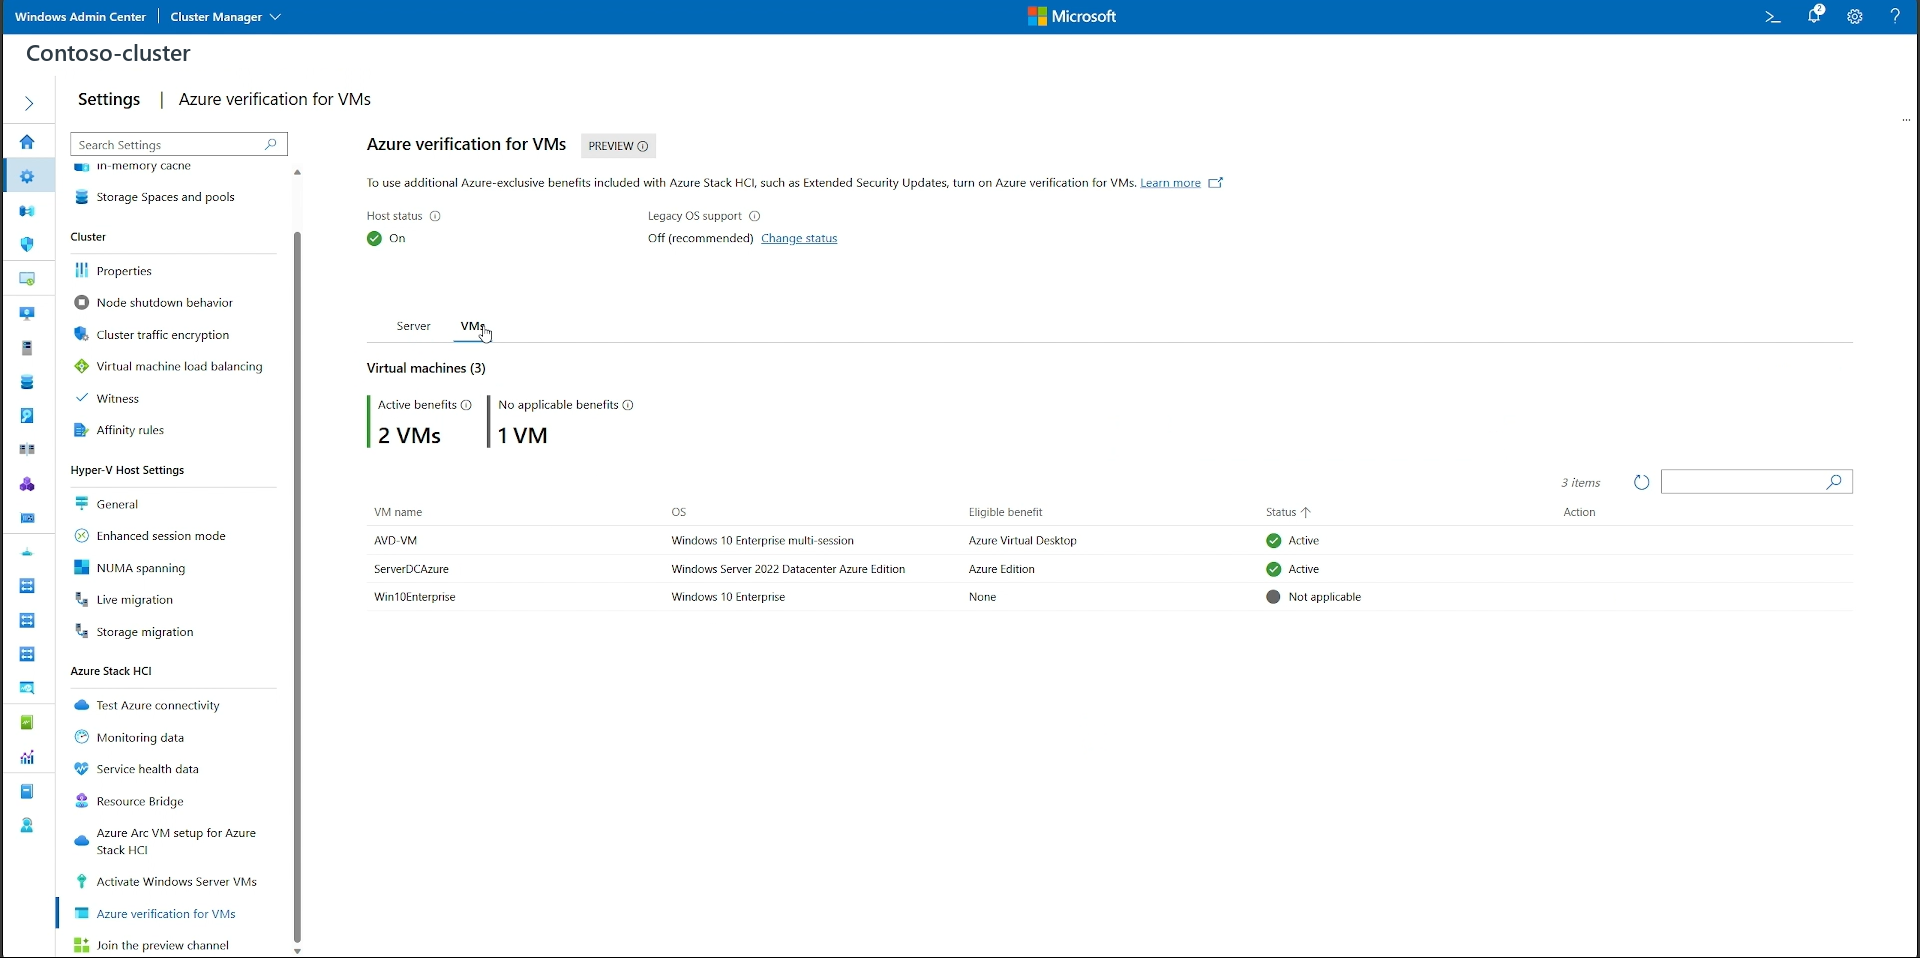 Windows Admin Center
Cluster Manager
Microsoft
2
Contoso-cluster
Settings | Azure verification for VMs
...
Search Settings
In-memory cache
Storage Spaces and pools
Cluster
Properties
Node shutdown behavior
Cluster traffic encryption
Virtual machine load balancing
Witness
Affinity rules
Hyper-V Host Settings
General
Enhanced session mode
NUMA spanning
Live migration
Storage migration
Azure Stack HCI
Test Azure connectivity
Monitoring data
Service health data
Resource Bridge
Azure Arc VM setup for Azure
Stack HCI
Activate Windows Server VMs
Azure verification for VMs
Join the preview channel
Azure verification for VMs PREVIEW
To use additional Azure-exclusive benefits included with Azure Stack HCI, such as Extended Security Updates, turn on Azure verification for VMs. Learn more
Host status
On
Legacy OS support
Off (recommended) Change status
Server
VMs
Virtual machines (3)
Active benefits
2 VMs
No applicable benefits
1 VM
3 items
VM name OS Eligible benefit Status Action
AVD-VM Windows 10 Enterprise multi-session Azure Virtual Desktop Active
ServerDCAzure Windows Server 2022 Datacenter Azure Edition Azure Edition Active
Win10Enterprise Windows 10 Enterprise None Not applicable